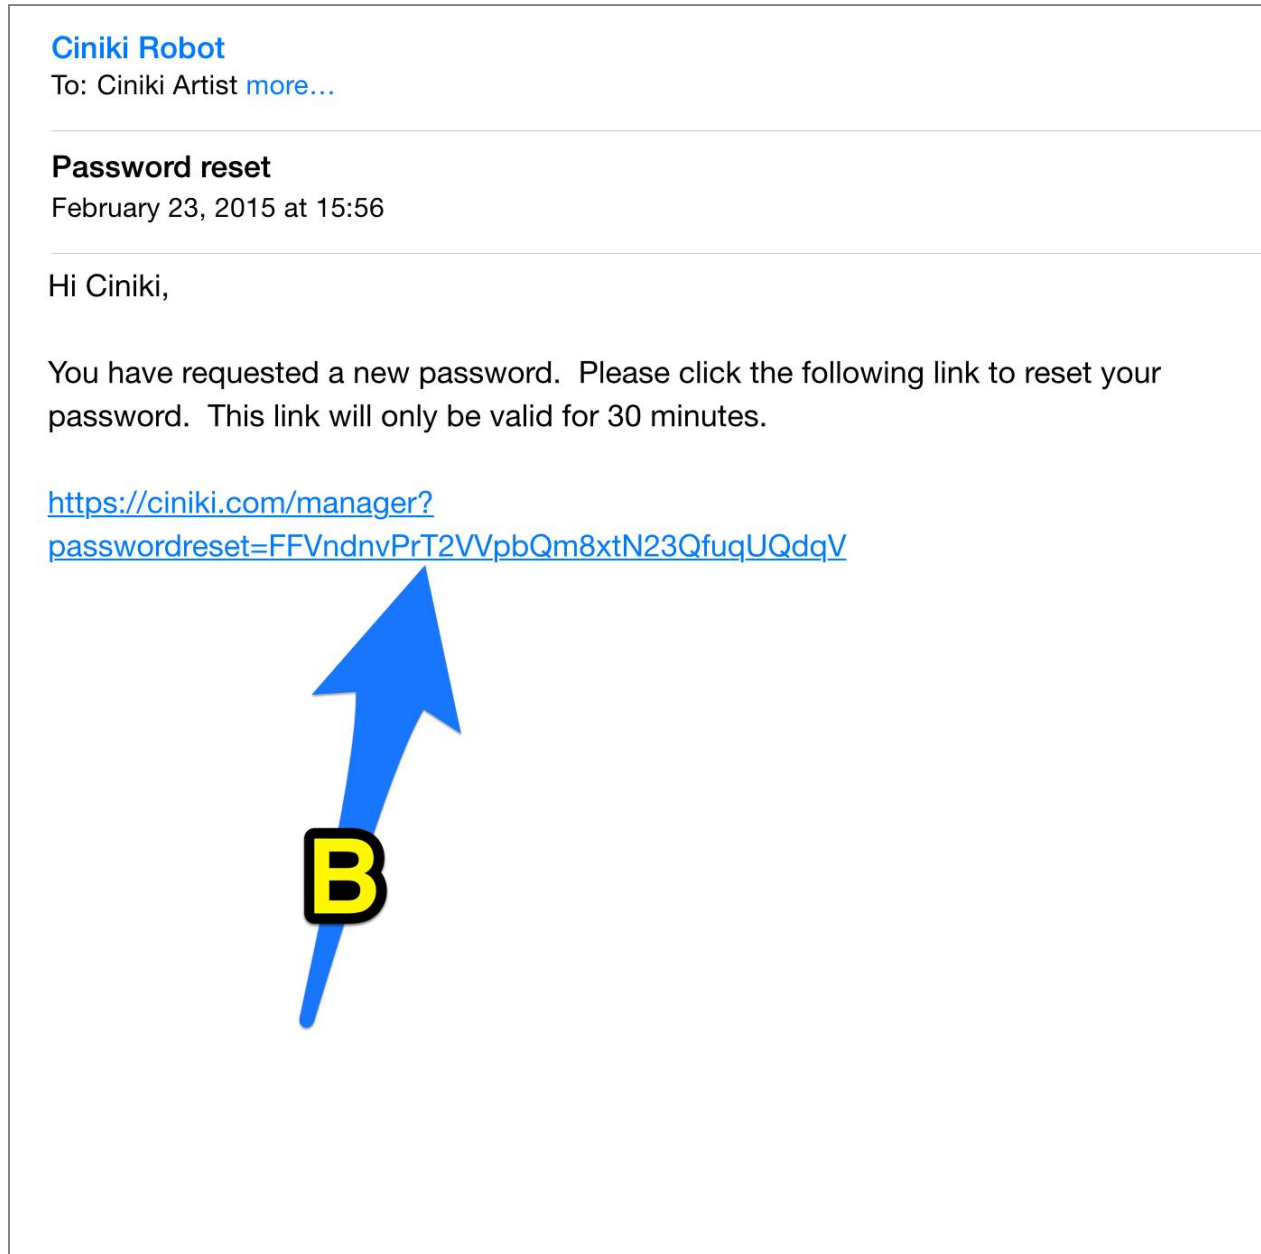 Ciniki Robot
To: Ciniki Artist more...
Password reset
February 23, 2015 at 15:56
Hi Ciniki,
You have requested a new password.  Please click the following link to reset your
password.  This link will only be valid for 30 minutes.
https://ciniki.com/manager?
passwordreset=FFVndnvPrT2VVpbQm8xtN23QfuqUQdqV
B